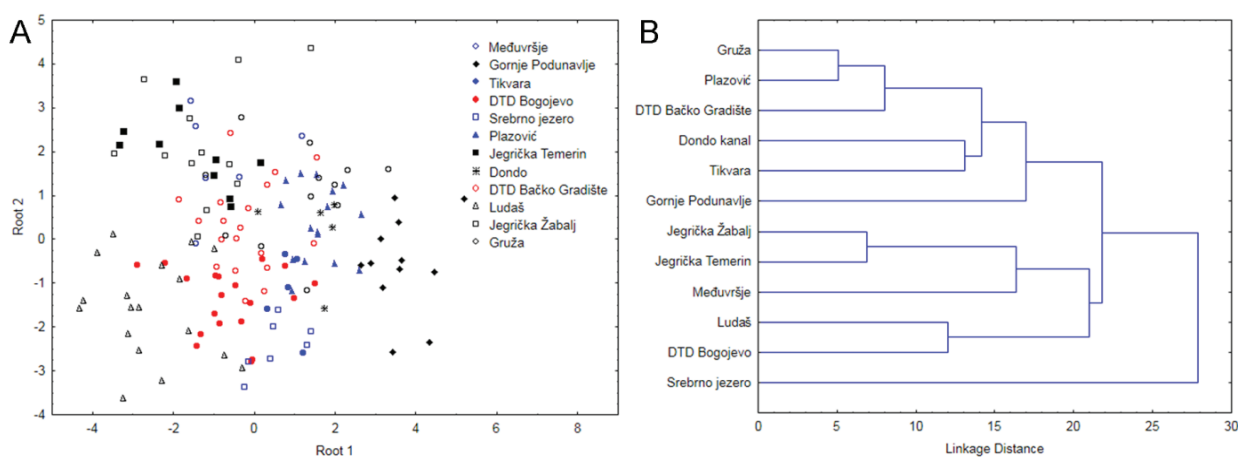 A
5
4
3
2
1
0
-1
-2
-3
-4
Root 2
-4
-2
0
2
4
6
8
Root 1
Međuvršje
Gornje Podunavlje
Tikvara
DTD Bogojevo
Srebrno jezero
Plazović
Jegrička Temerin
Dondo
DTD Bačko Gradište
Ludaš
Jegrička Žabalj
Gruža
B
Gruža
Plazović
DTD Bačko Gradište
Dondo kanal
Tikvara
Gornje Podunavlje
Jegrička Žabalj
Jegrička Temerin
Međuvršje
Ludaš
DTD Bogojevo
Srebrno jezero
0
5
10
15
20
25
30
Linkage Distance